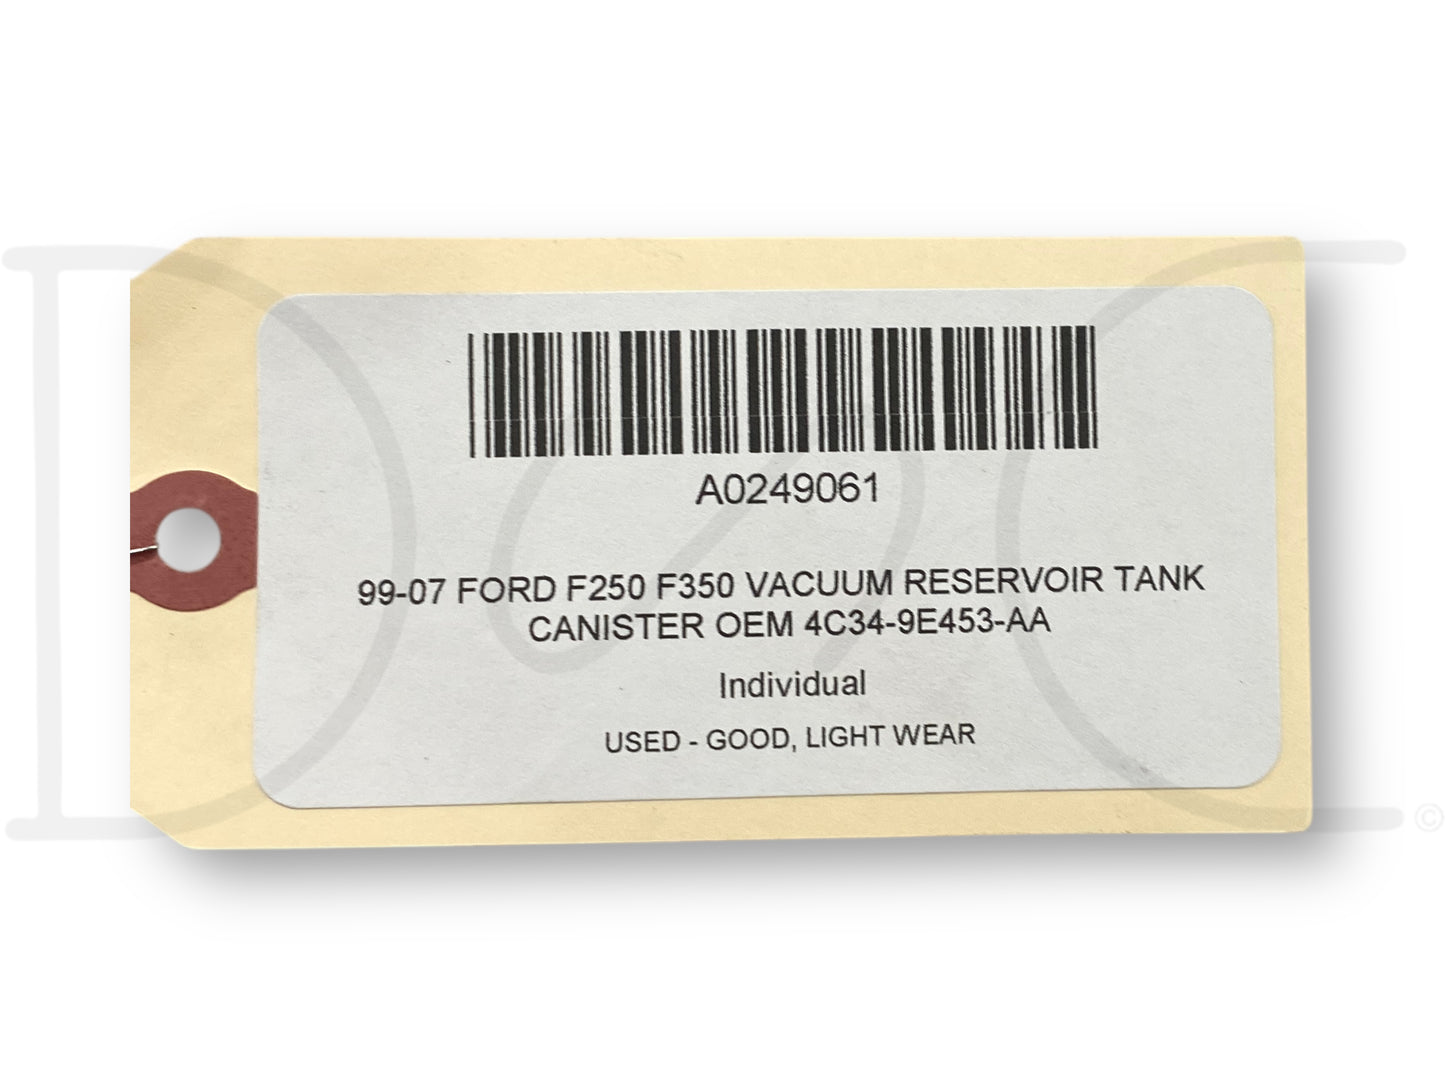 A0249061
99-07 FORD F250 F350 VACUUM RESERVOIR TANK
CANISTER OEM 4C34-9E453-AA
Individual
USED - GOOD, LIGHT WEAR
©